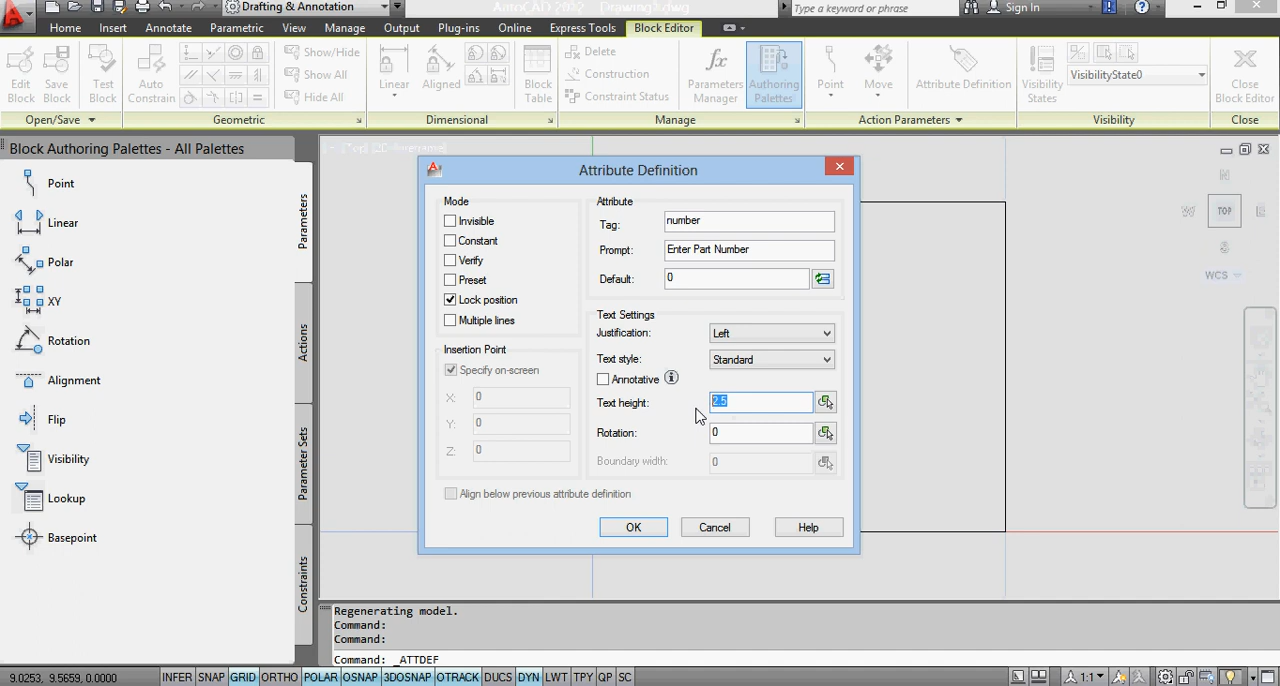 Drafting & Annotation
AutoCAD 2022 Drawing3.dwg
Type a keyword or phrase
Sign In
Home
Insert
Annotate
Parametric
View
Manage
Output
Plug-ins
Online
Express Tools
Block Editor
Edit
Block
Save
Block
Test
Block
Auto
Constrain
Show/Hide
Show All
Hide All
Linear
Aligned
Block
Table
Delete
Construction
Constraint Status
Parameters
Manager
Authoring
Palettes
Point
Move
Attribute Definition
Visibility
States
VisibilityState0
Close
Block Editor
Open/Save
Geometric
Dimensional
Manage
Action Parameters
Visibility
Close
Block Authoring Palettes - All Palettes
Point
Linear
Polar
XY
Rotation
Alignment
Flip
Visibility
Lookup
Basepoint
Parameters
Actions
Parameter Sets
Constraints
Attribute Definition
Mode
Invisible
Constant
Verify
Preset
Lock position
Multiple lines
Insertion Point
Specify on-screen
X: 0
Y: 0
Z: 0
Attribute
Tag: number
Prompt: Enter Part Number
Default: 0
Text Settings
Justification: Left
Text style: Standard
Annotative
Text height: 2.5
Rotation: 0
Boundary width: 0
Align below previous attribute definition
OK
Cancel
Help
N
W
TOP
E
S
WCS
Regenerating model.
Command:
Command:
Command: _ATTDEF
9.0253, 9.5659, 0.0000
INFER SNAP GRID ORTHO POLAR OSNAP 3DOSNAP OTRACK DUCS DYN LWT TPY QP SC
1:1